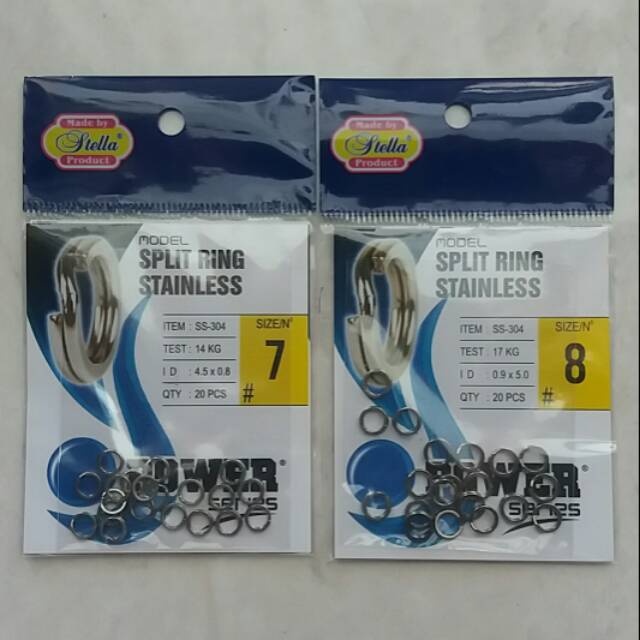 Made by
Stella®
Product
MODEL
SPLIT RING
STAINLESS
ITEM : SS-304
TEST : 14 KG
I D : 4.5 x 0.8
QTY : 20 PCS
SIZE/N°
7
#
POWER®
SERIES
Made by
Stella®
Product
MODEL
SPLIT RING
STAINLESS
ITEM : SS-304
TEST : 17 KG
I D : 0.9 x 5.0
QTY : 20 PCS
SIZE/N°
8
#
POWER®
SERIES